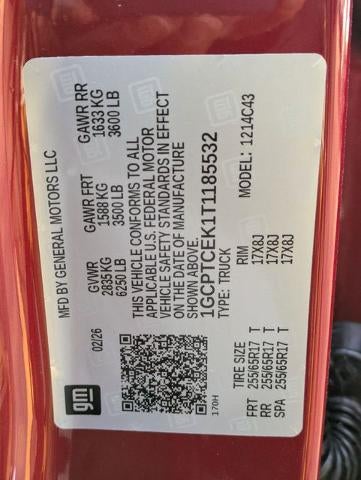 MFD BY GENERAL MOTORS LLC
02/26
GVWR
2835 KG
6250 LB
GAWR FRT
1588 KG
3500 LB
GAWR RR
1633 KG
3600 LB
THIS VEHICLE CONFORMS TO ALL
APPLICABLE U.S. FEDERAL MOTOR
VEHICLE SAFETY STANDARDS IN EFFECT
ON THE DATE OF MANUFACTURE
SHOWN ABOVE.
1GCPTCEK1T1185532
TYPE: TRUCK
MODEL: 1214C43
gm
170H
TIRE SIZE RIM
FRT 255/65R17 T 17X8J
RR 255/65R17 T 17X8J
SPA 255/65R17 T 17X8J